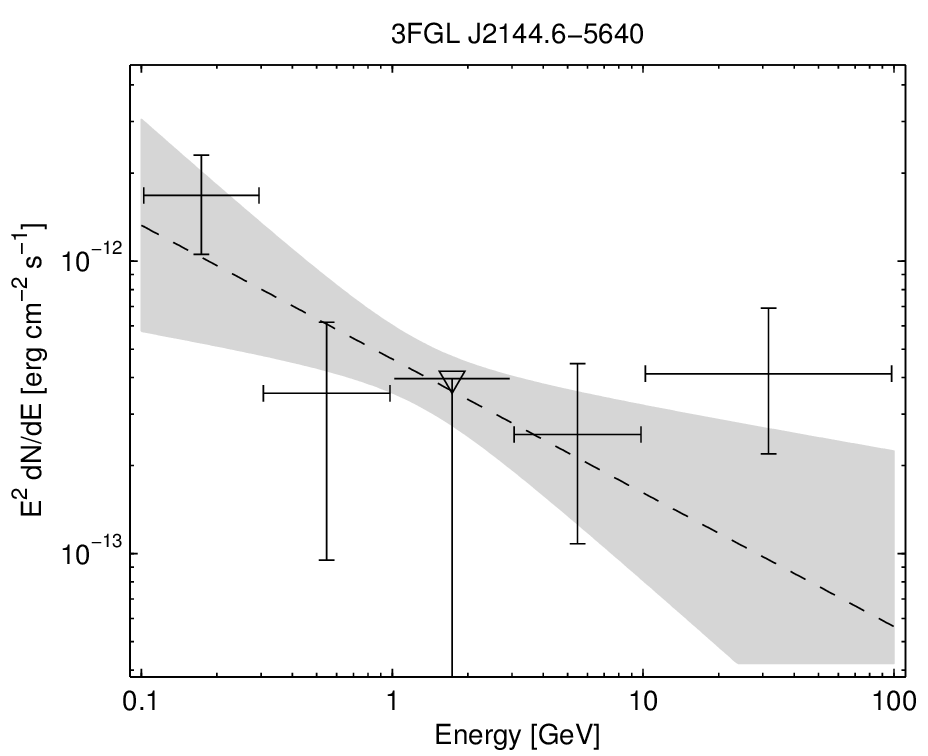 3FGL J2144.6−5640
E² dN/dE [erg cm⁻² s⁻¹]
10⁻¹²
10⁻¹³
0.1 1 10 100
Energy [GeV]